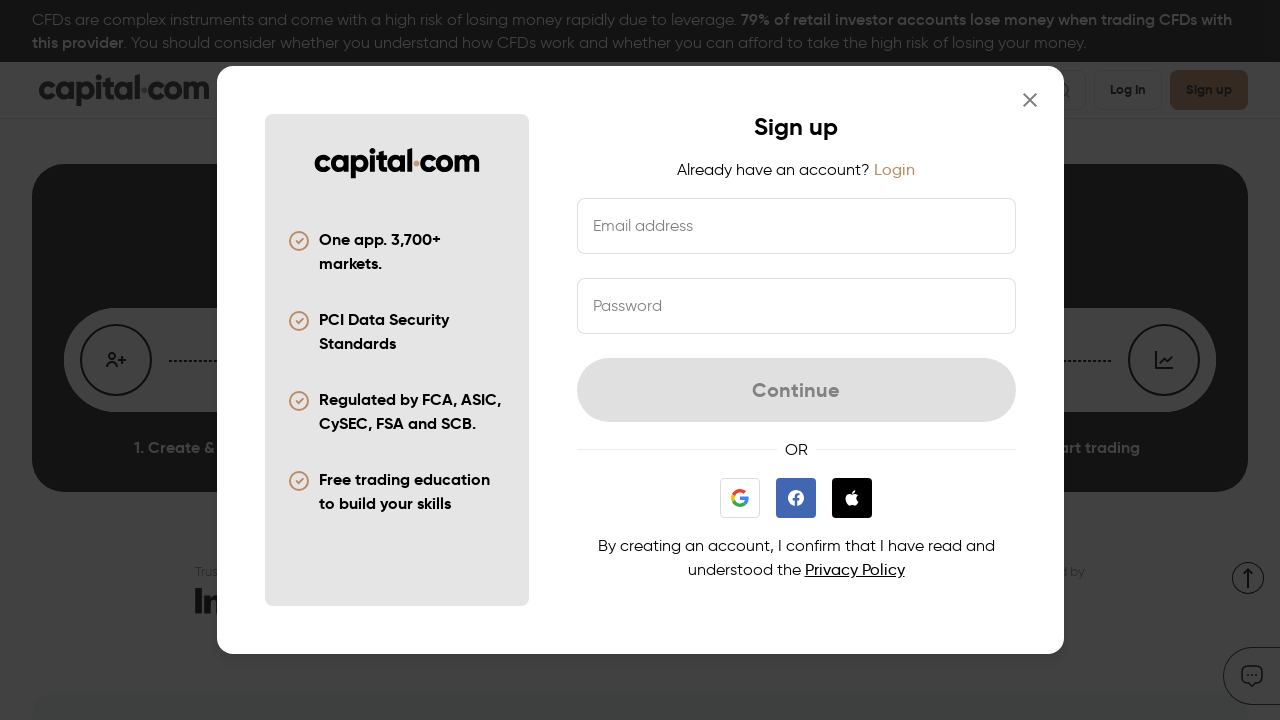 CFDs are complex instruments and come with a high risk of losing money rapidly due to leverage. 79% of retail investor accounts lose money when trading CFDs with
this provider. You should consider whether you understand how CFDs work and whether you can afford to take the high risk of losing your money.
capital.com
Log In
Sign up
capital.com
One app. 3,700+
markets.
PCI Data Security
Standards
Regulated by FCA, ASIC,
CySEC, FSA and SCB.
Free trading education
to build your skills
Sign up
Already have an account? Login
Email address
Password
Continue
OR
By creating an account, I confirm that I have read and
understood the Privacy Policy
1. Create &
trading
by